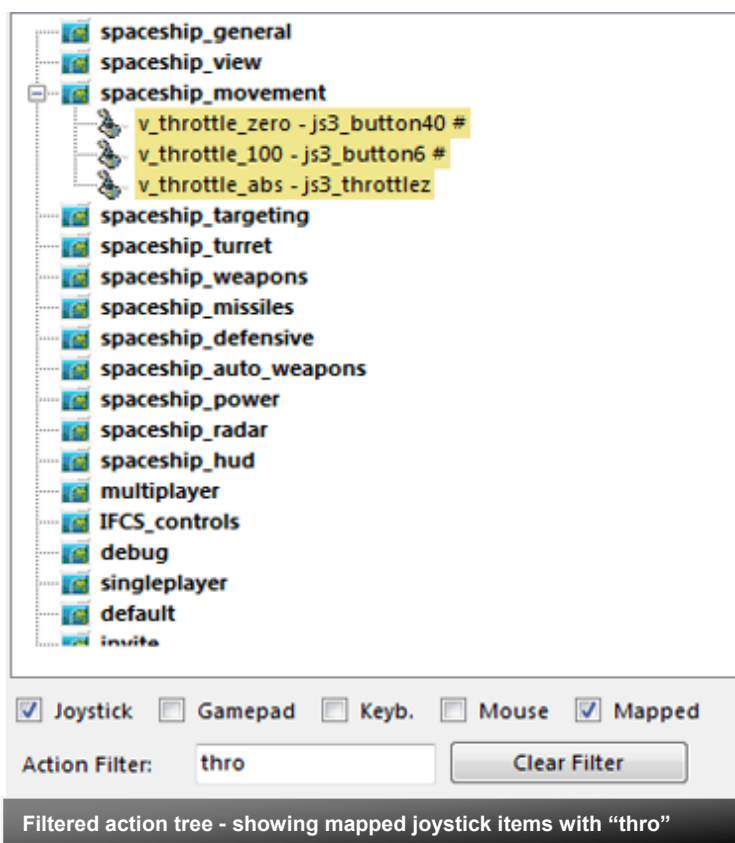 spaceship_general
spaceship_view
spaceship_movement
v_throttle_zero - js3_button40 #
v_throttle_100 - js3_button6 #
v_throttle_abs - js3_throttlez
spaceship_targeting
spaceship_turret
spaceship_weapons
spaceship_missiles
spaceship_defensive
spaceship_auto_weapons
spaceship_power
spaceship_radar
spaceship_hud
multiplayer
IFCS_controls
debug
singleplayer
default
invite
Joystick Gamepad Keyb. Mouse Mapped
Action Filter: thro Clear Filter
Filtered action tree - showing mapped joystick items with “thro”